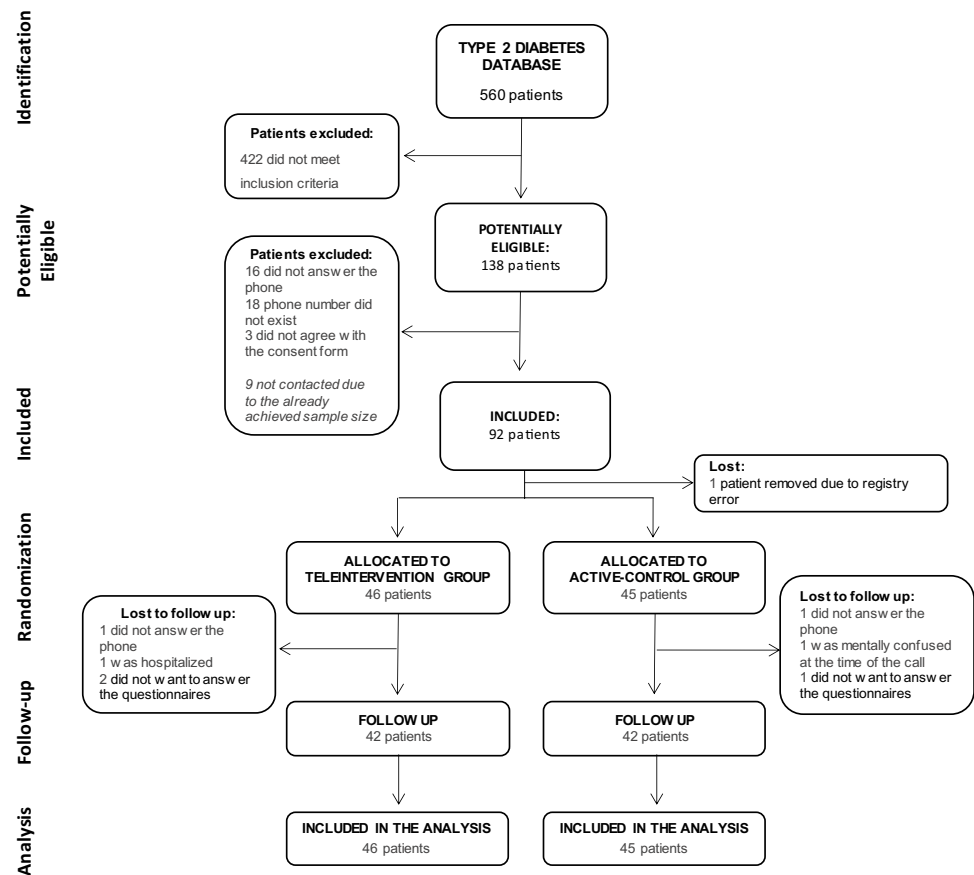 Identification
TYPE 2 DIABETES
DATABASE
560 patients
Patients excluded:
422 did not meet
inclusion criteria
Potentially
Eligible
POTENTIALLY
ELIGIBLE:
138 patients
Patients excluded:
16 did not answer the
phone
18 phone number did
not exist
3 did not agree with
the consent form
9 not contacted due
to the already
achieved sample size
Included
INCLUDED:
92 patients
Lost:
1 patient removed due to registry
error
Randomization
ALLOCATED TO
TELEINTERVENTION GROUP
46 patients
ALLOCATED TO
ACTIVE-CONTROL GROUP
45 patients
Lost to follow up:
1 did not answer the
phone
1 was hospitalized
2 did not want to answer
the questionnaires
Lost to follow up:
1 did not answer the
phone
1 was mentally confused
at the time of the call
1 did not want to answer
the questionnaires
Follow-up
FOLLOW UP
42 patients
FOLLOW UP
42 patients
Analysis
INCLUDED IN THE ANALYSIS
46 patients
INCLUDED IN THE ANALYSIS
45 patients